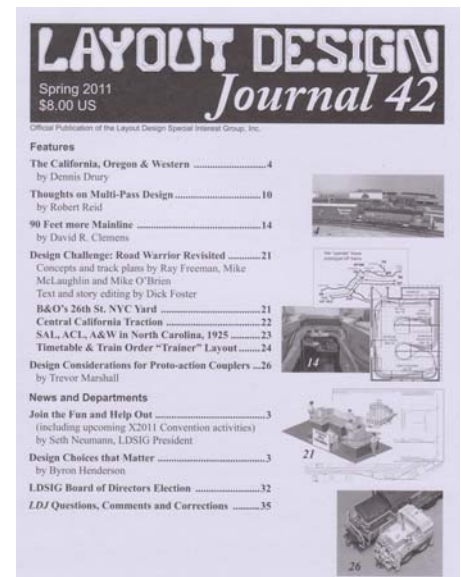 LAYOUT DESIGN
Journal 42
Spring 2011
$8.00 US
Official Publication of the Layout Design Special Interest Group, Inc.
Features
The California, Oregon & Western ..........................4
by Dennis Drury
Thoughts on Multi-Pass Design ..............................10
by Robert Reid
90 Feet more Mainline ..............................................14
by David R. Clemens
Design Challenge: Road Warrior Revisited ............21
Concepts and track plans by Ray Freeman, Mike
McLaughlin and Mike O'Brien
Text and story editing by Dick Foster
B&O's 26th St. NYC Yard ......................................21
Central California Traction ..................................22
SAL, ACL, A&W in North Carolina, 1925 ..........23
Timetable & Train Order "Trainer" Layout ......24
Design Considerations for Proto-action Couplers ...26
by Trevor Marshall
News and Departments
Join the Fun and Help Out ......................................3
(including upcoming X2011 Convention activities)
by Seth Neumann, LDSIG President
Design Choices that Matter ....................................3
by Byron Henderson
LDSIG Board of Directors Election ......................32
LDJ Questions, Comments and Corrections ..........35
4
14
21
26